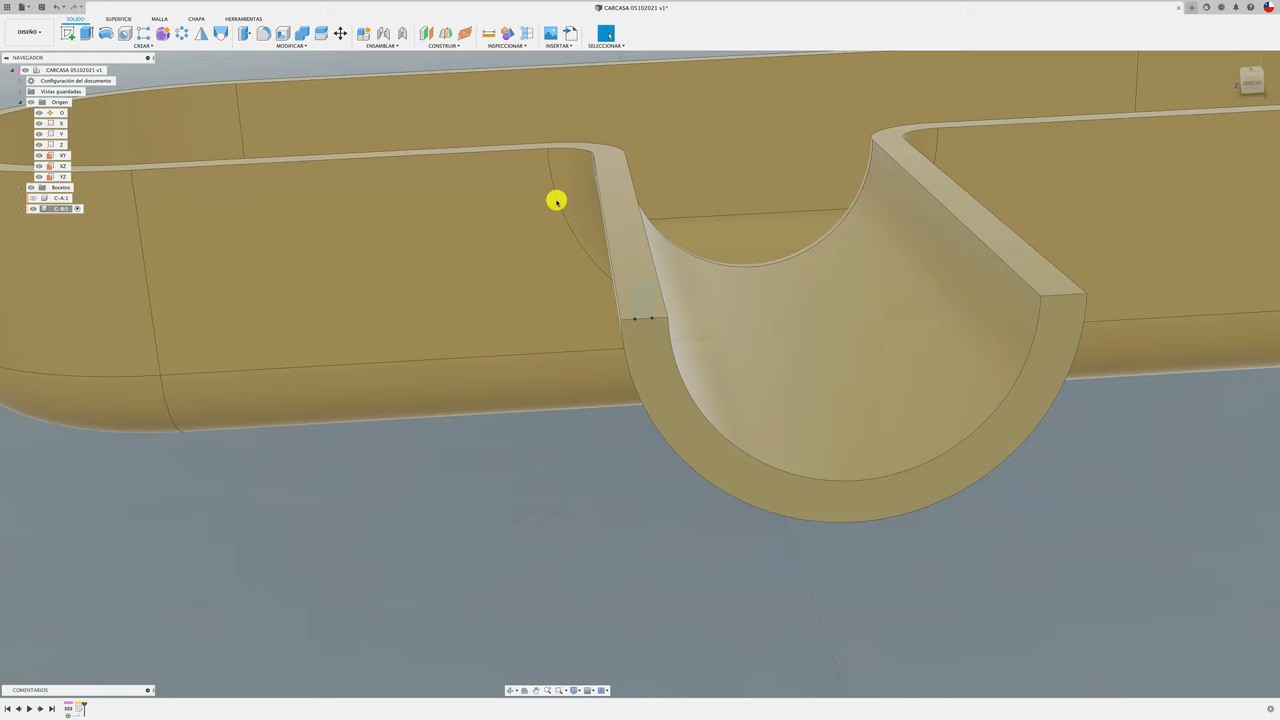 CARCASA 05102021 v1*
DISEÑO
SOLIDO
SUPERFICIE
MALLA
CHAPA
HERRAMIENTAS
CREAR
MODIFICAR
ENSAMBLAR
CONSTRUIR
INSPECCIONAR
INSERTAR
SELECCIONAR
NAVEGADOR
CARCASA 05102021 v1
Configuración del documento
Vistas guardadas
Origen
O
X
Y
Z
XY
XZ
YZ
Bocetos
C-A:1
Z
COMENTARIOS